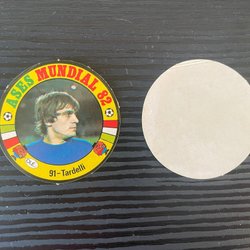 ASES MUNDIAL 82
91-Tardelli